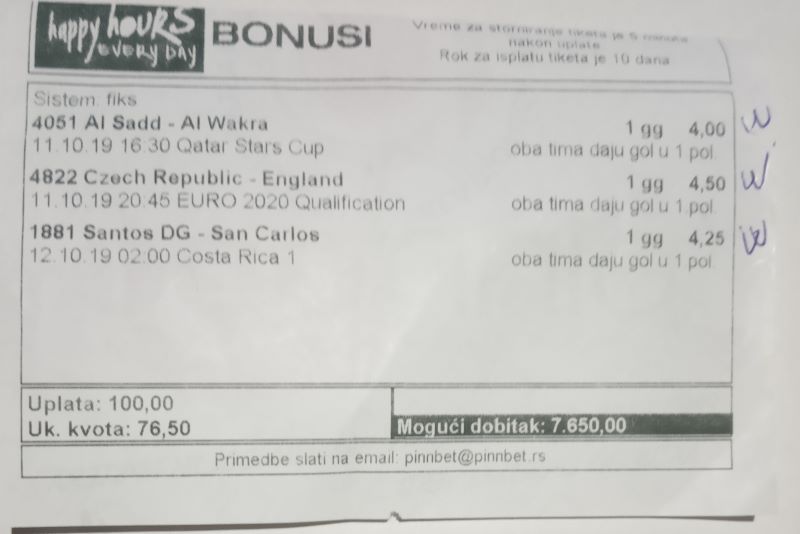 happy hours
every day
BONUSI
Vreme za storniranje tiketa je 5 minuta
nakon uplate
Rok za isplatu tiketa je 10 dana
Sistem: fiks
4051 Al Sadd - Al Wakra 1 gg 4,00 W
11.10.19 16:30 Qatar Stars Cup oba tima daju gol u 1 pol.
4822 Czech Republic - England 1 gg 4,50 W
11.10.19 20:45 EURO 2020 Qualification oba tima daju gol u 1 pol.
1881 Santos DG - San Carlos 1 gg 4,25 W
12.10.19 02:00 Costa Rica 1 oba tima daju gol u 1 pol.
Uplata: 100,00
Uk. kvota: 76,50 Mogući dobitak: 7.650,00
Primedbe slati na email: pinnbet@pinnbet.rs